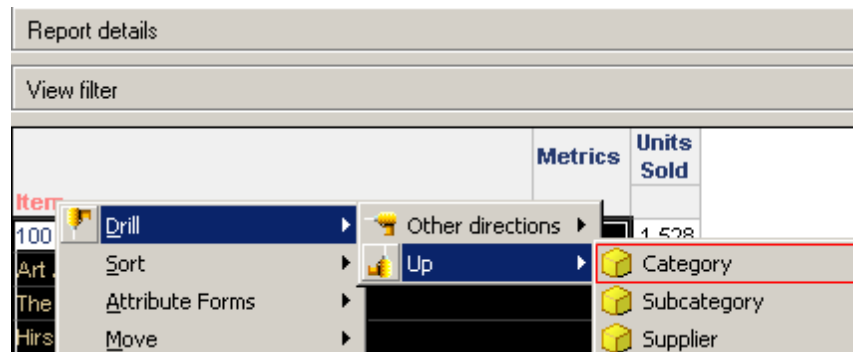 Report details
View filter
Metrics Units Sold
Item
100 Drill Other directions 1,528
Art Sort Up Category
The Attribute Forms Subcategory
Hirs Move Supplier